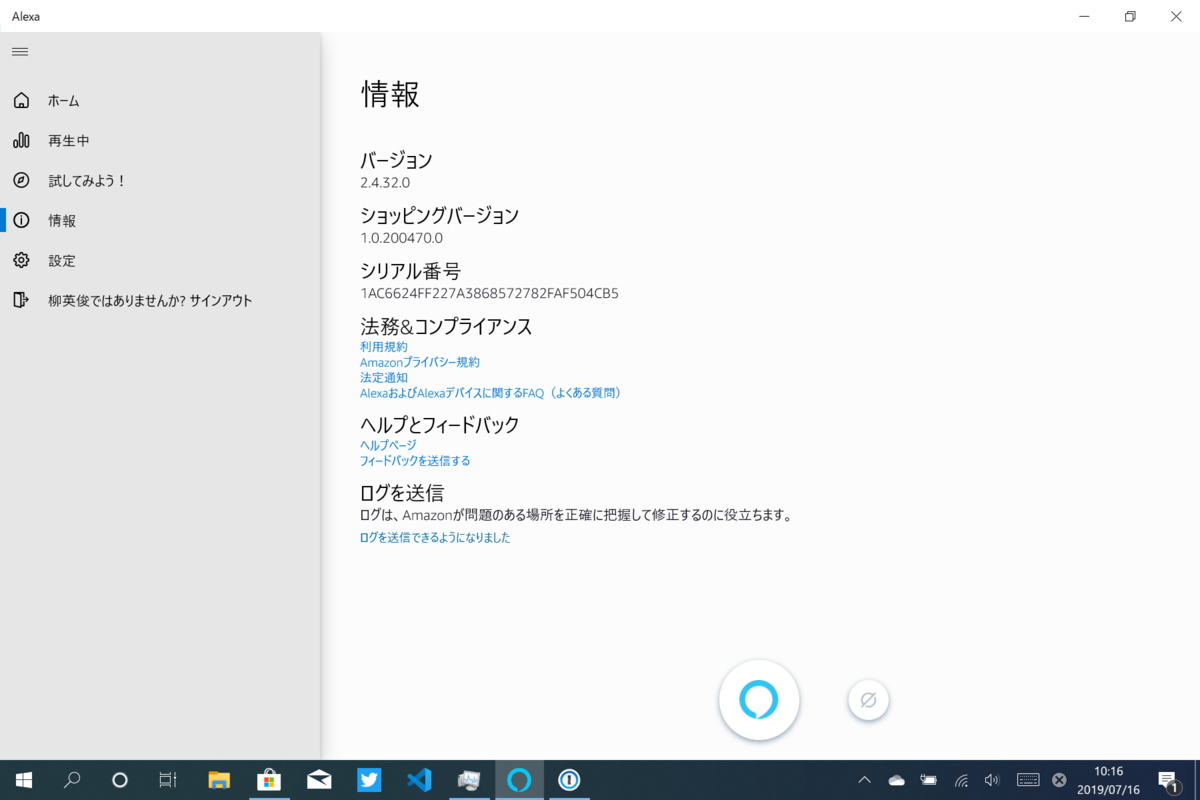 Alexa
ホーム
再生中
試してみよう！
情報
設定
柳英俊ではありませんか? サインアウト
情報
バージョン
2.4.32.0
ショッピングバージョン
1.0.200470.0
シリアル番号
1AC6624FF227A3868572782FAF504CB5
法務&コンプライアンス
利用規約
Amazonプライバシー規約
法定通知
AlexaおよびAlexaデバイスに関するFAQ（よくある質問）
ヘルプとフィードバック
ヘルプページ
フィードバックを送信する
ログを送信
ログは、Amazonが問題のある場所を正確に把握して修正するのに役立ちます。
ログを送信できるようになりました
10:16
2019/07/16
1